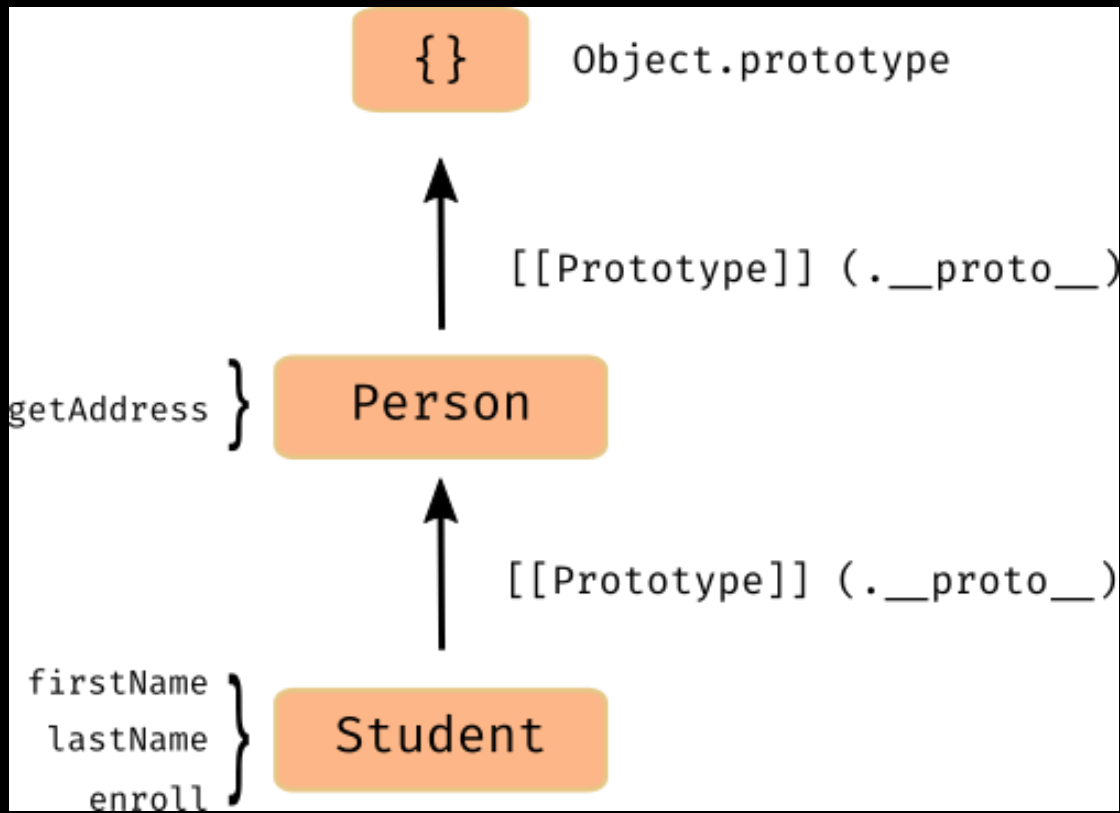 {} Object.prototype
[[Prototype]] (.__proto__)
getAddress } Person
[[Prototype]] (.__proto__)
firstName
lastName } Student
enroll